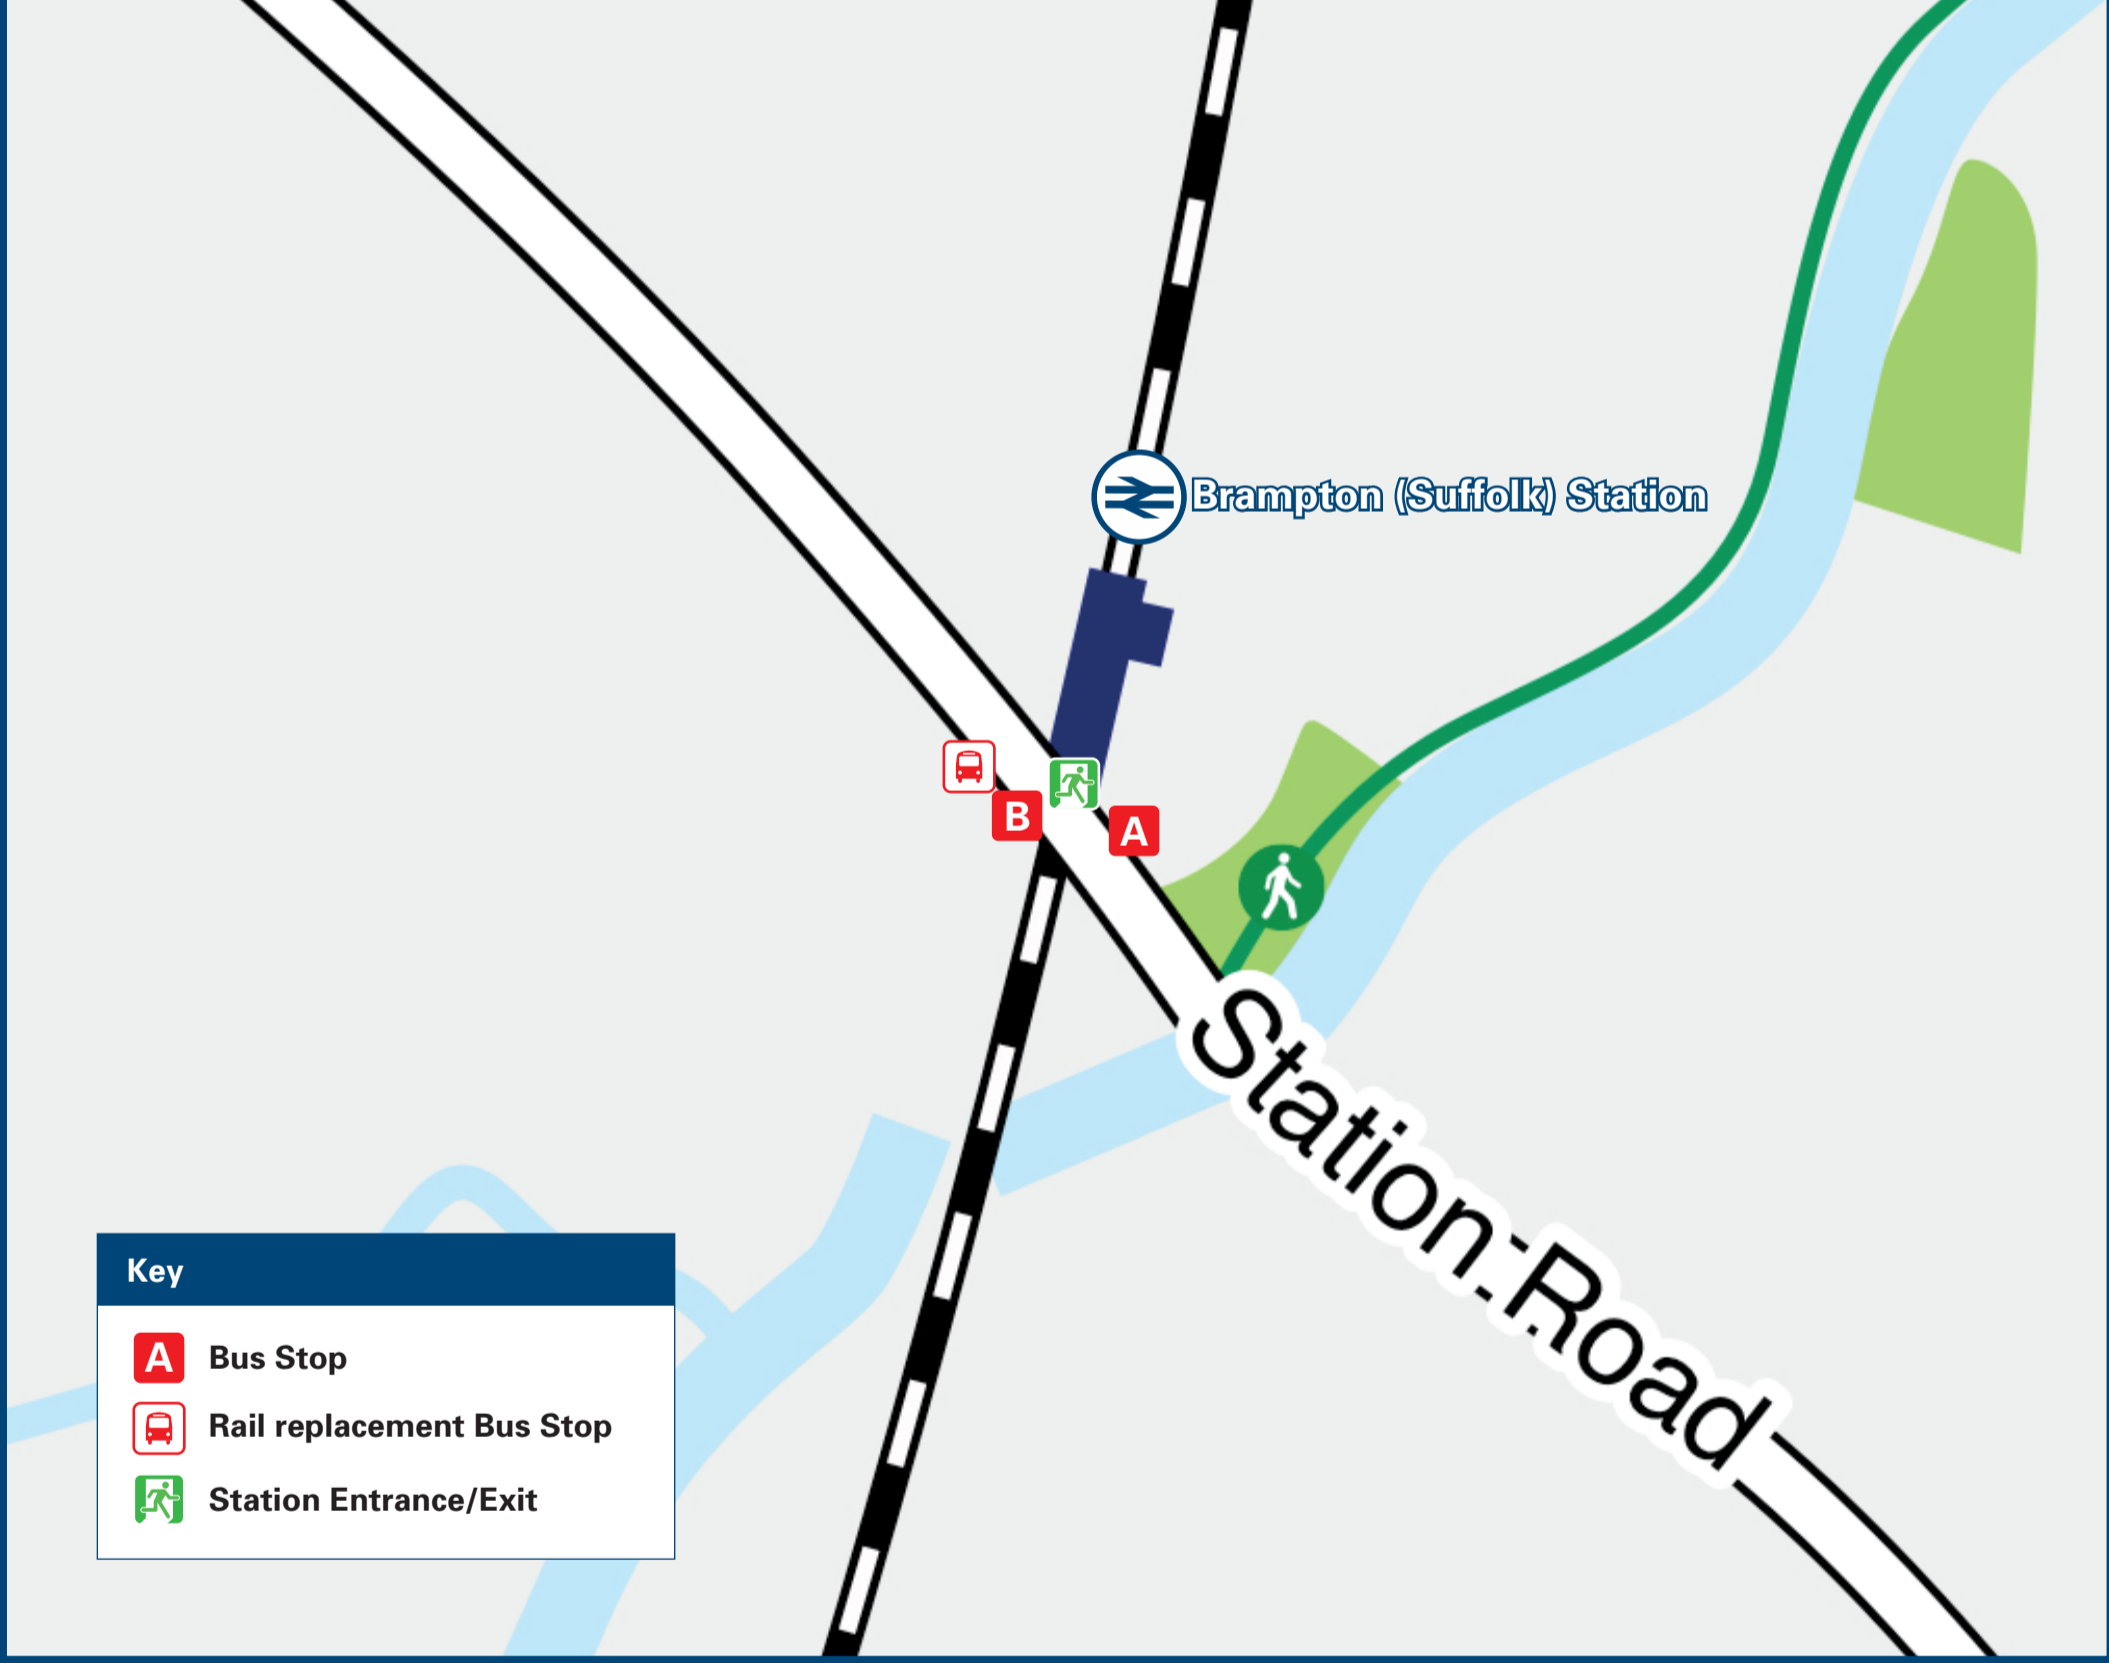 Brampton (Suffolk) Station
B
A
Station Road
Key
A Bus Stop
Rail replacement Bus Stop
Station Entrance/Exit